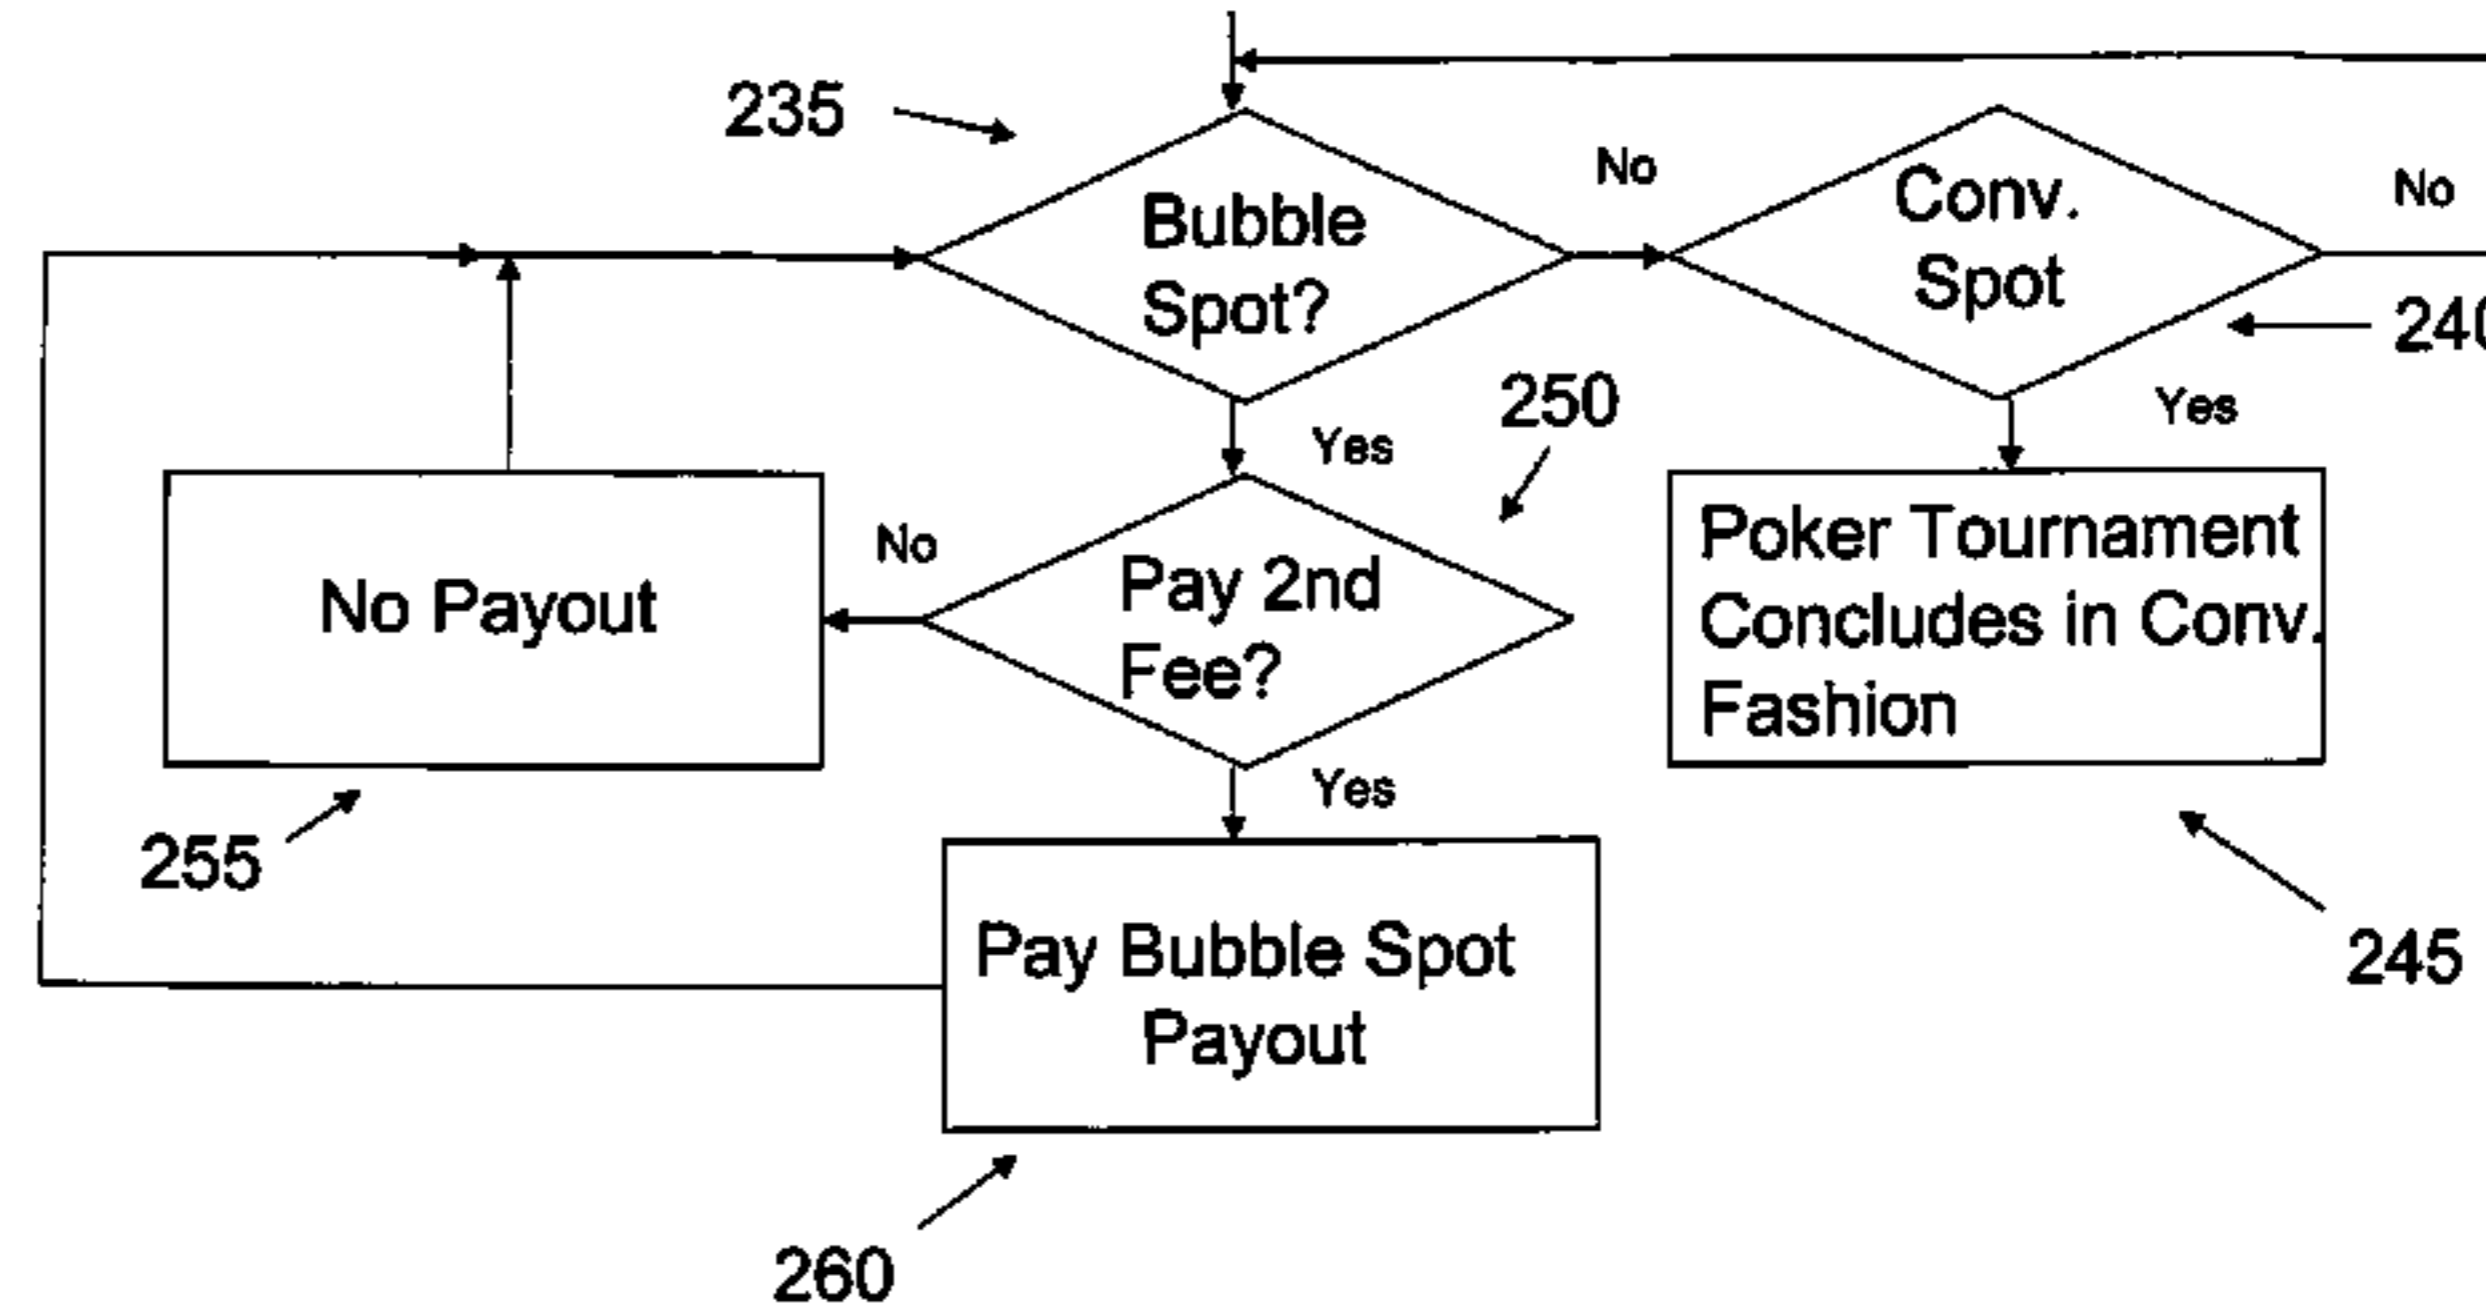 235
No
No
Bubble
Spot?
Conv.
Spot
240
Yes
250
Yes
No
No Payout
Pay 2nd
Fee?
Poker Tournament
Concludes in Conv.
Fashion
Yes
255
Pay Bubble Spot
Payout
245
260